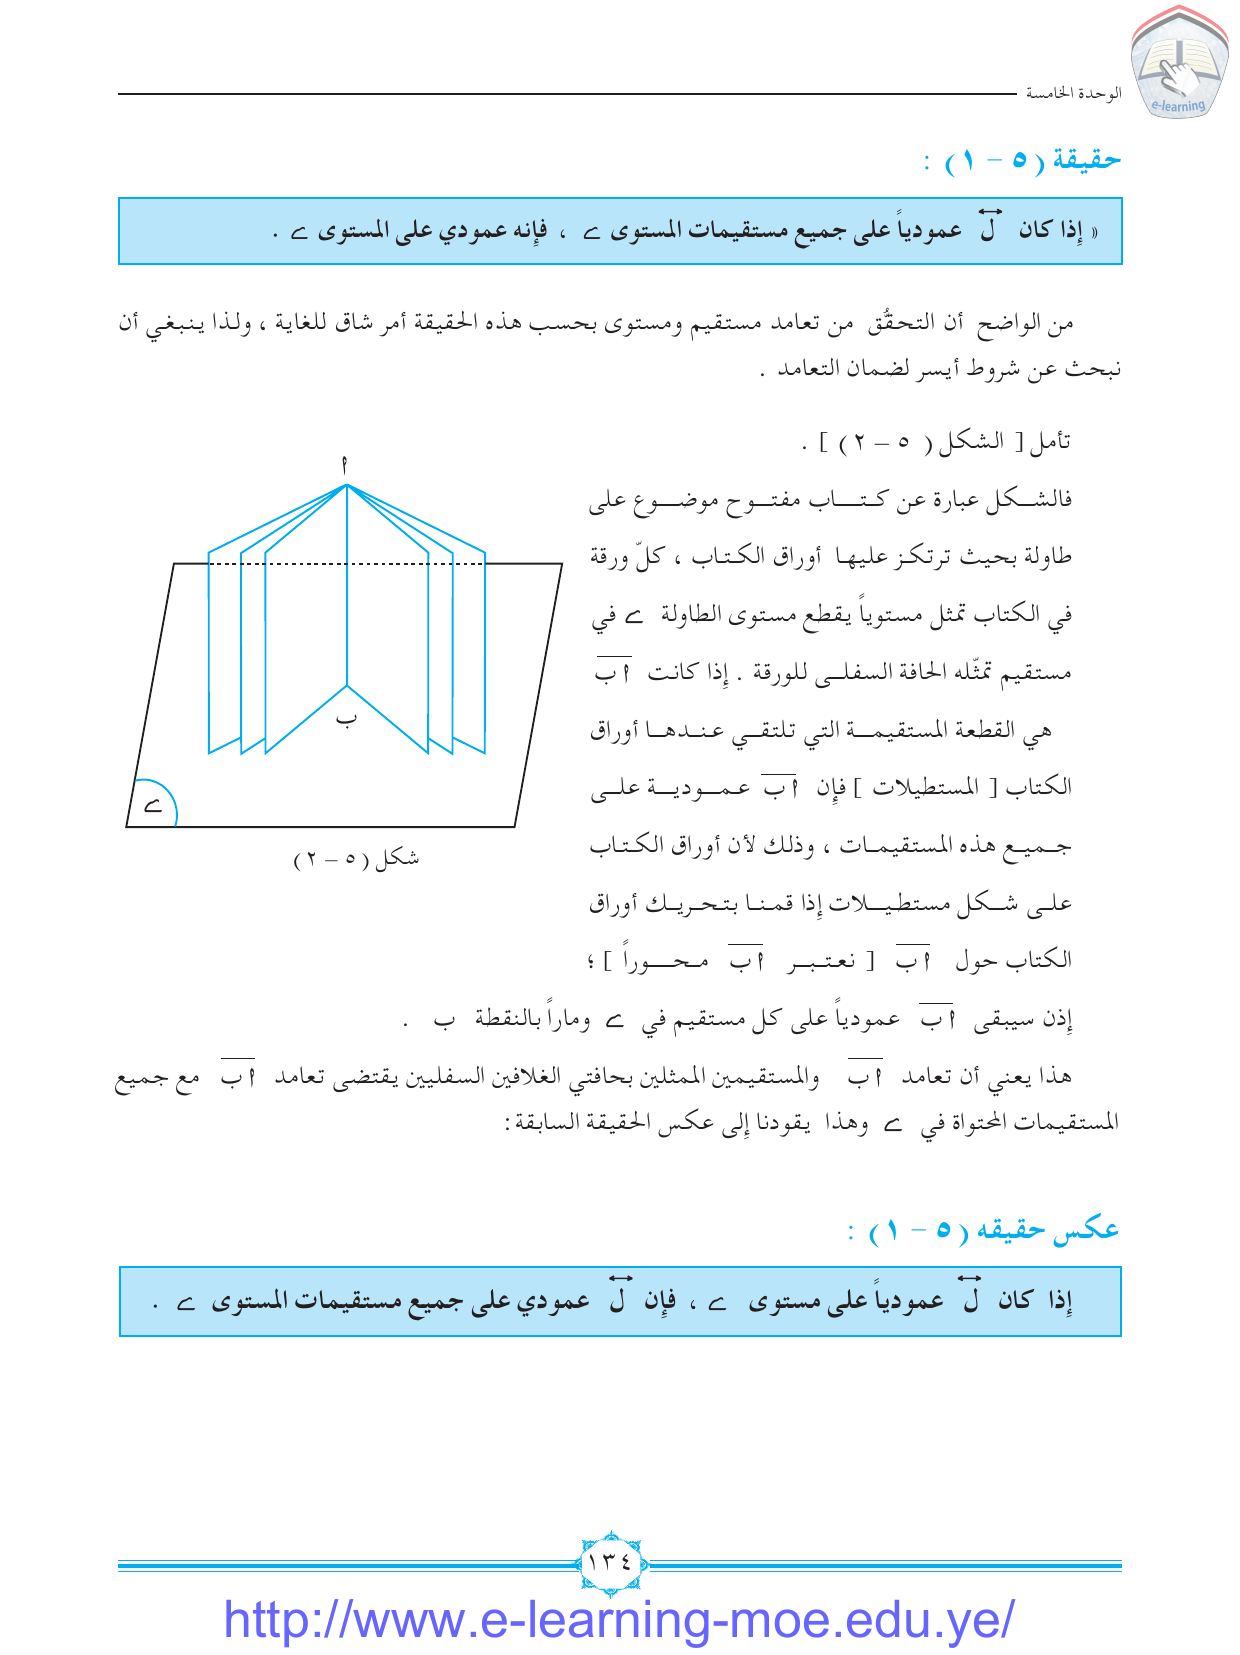 e-learning
الوحدة الخامسة
حقيقة ( ٥ – ١ ) :
« إذا كان ل عمودياً على جميع مستقيمات المستوى ے ، فإنه عمودي على المستوى ے .
من الواضح أن التحقُّق من تعامد مستقيم ومستوى بحسب هذه الحقيقة أمر شاق للغاية ، ولذا ينبغي أن
نبحث عن شروط أيسر لضمان التعامد .
تأمل [ الشكل ( ٥ – ٢ ) ] .
فالشكل عبارة عن كتاب مفتوح موضوع على
طاولة بحيث ترتكز عليها أوراق الكتاب ، كلّ ورقة
في الكتاب تمثل مستوياً يقطع مستوى الطاولة ے في
مستقيم تمثّله الحافة السفلى للورقة . إذا كانت ا ب
هي القطعة المستقيمة التي تلتقي عندها أوراق
الكتاب [ المستطيلات ] فإن ا ب عمودية على
جميع هذه المستقيمات ، وذلك لأن أوراق الكتاب
على شكل مستطيلات إذا قمنا بتحريك أوراق
الكتاب حول ا ب [ نعتبر ا ب محوراً ] ؛
إذن سيبقى ا ب عمودياً على كل مستقيم في ے وماراً بالنقطة ب .
ا
ب
ے
شكل ( ٥ – ٢ )
هذا يعني أن تعامد ا ب والمستقيمين الممثلين بحافتي الغلافين السفليين يقتضى تعامد ا ب مع جميع
المستقيمات المحتواة في ے وهذا يقودنا إلى عكس الحقيقة السابقة :
عكس حقيقه ( ٥ – ١ ) :
إذا كان ل عمودياً على مستوى ے ، فإن ل عمودي على جميع مستقيمات المستوى ے .
١٣٤
http://www.e-learning-moe.edu.ye/